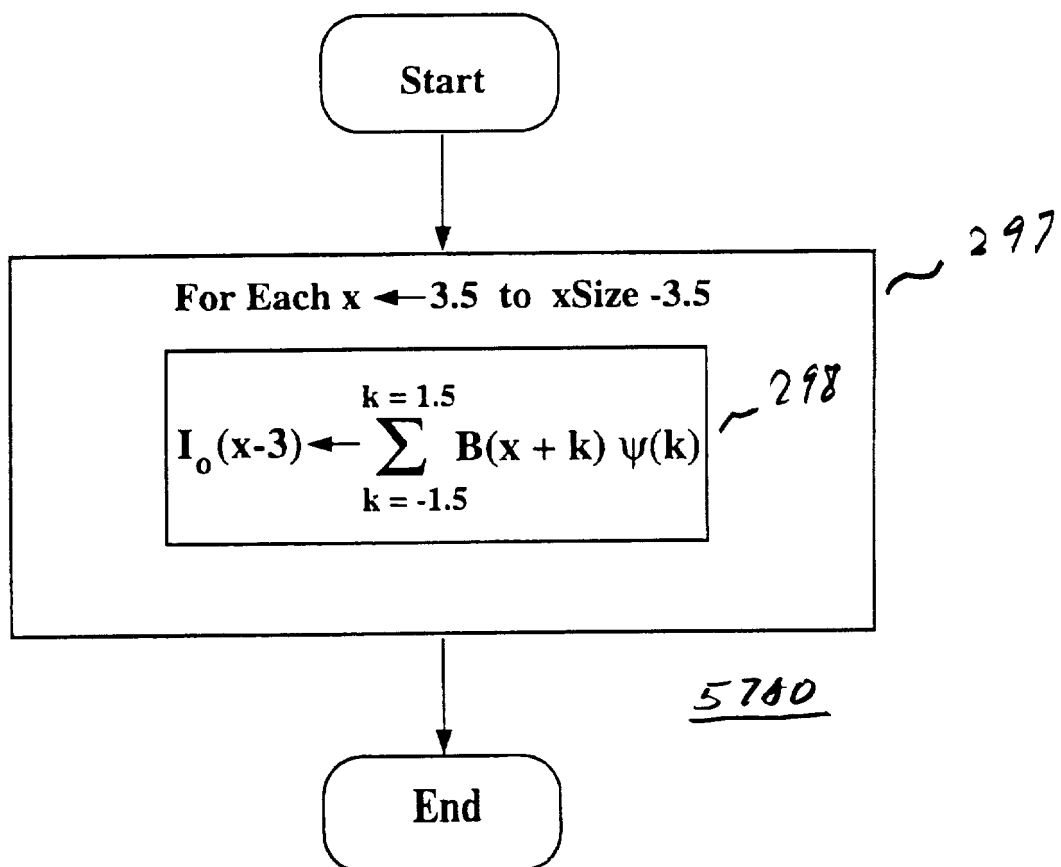 Start
297
For Each x ← 3.5 to xSize -3.5
298
k = 1.5
I_o(x-3) ← ∑ B(x + k) ψ(k)
k = -1.5
5780
End